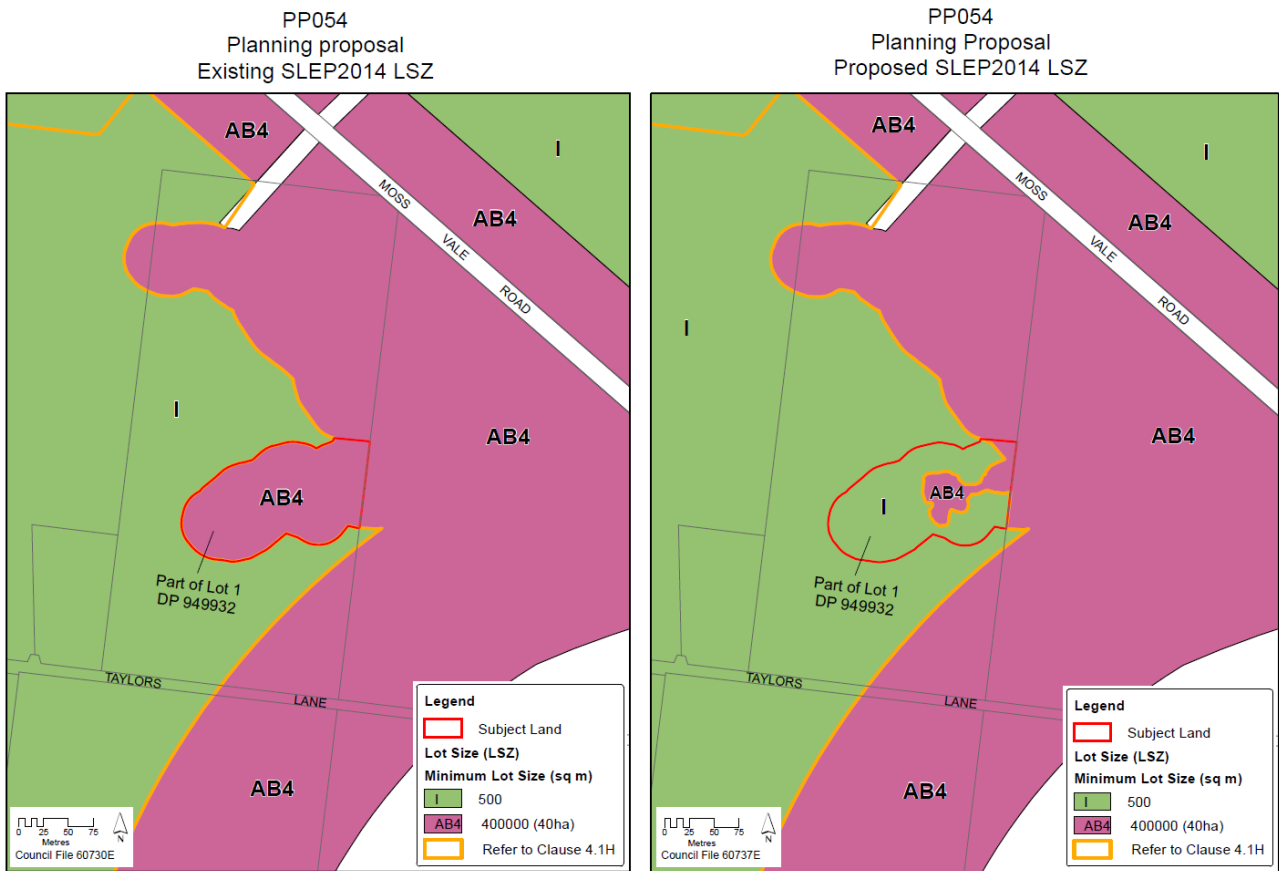 PP054
Planning proposal
Existing SLEP2014 LSZ
AB4
I
MOSS
VALE
ROAD
AB4
I
AB4
AB4
Part of Lot 1
DP 949932
TAYLORS
LANE
AB4
0 25 50 75
Metres
N
Council File 60730E
Legend
Subject Land
Lot Size (LSZ)
Minimum Lot Size (sq m)
I 500
AB4 400000 (40ha)
Refer to Clause 4.1H
PP054
Planning Proposal
Proposed SLEP2014 LSZ
AB4
I
MOSS
VALE
ROAD
AB4
I
AB4
AB4
I
Part of Lot 1
DP 949932
TAYLORS
LANE
AB4
0 25 50 75
Metres
N
Council File 60737E
Legend
Subject Land
Lot Size (LSZ)
Minimum Lot Size (sq m)
I 500
AB4 400000 (40ha)
Refer to Clause 4.1H